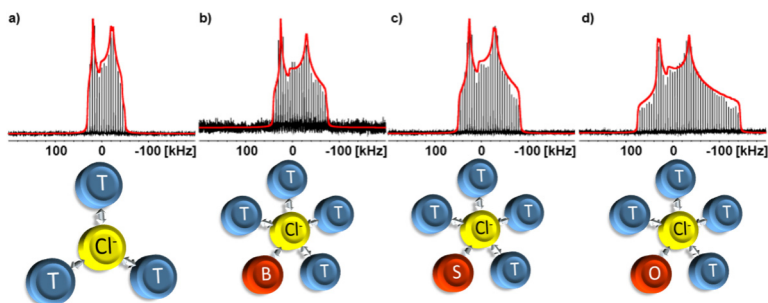 a) b) c) d)
100 0 -100 [kHz] 100 0 -100 [kHz] 100 0 -100 [kHz] 100 0 -100 [kHz]
T T T T T T T
T T T T T T
Cl- Cl- Cl- Cl-
T T B T S T O T